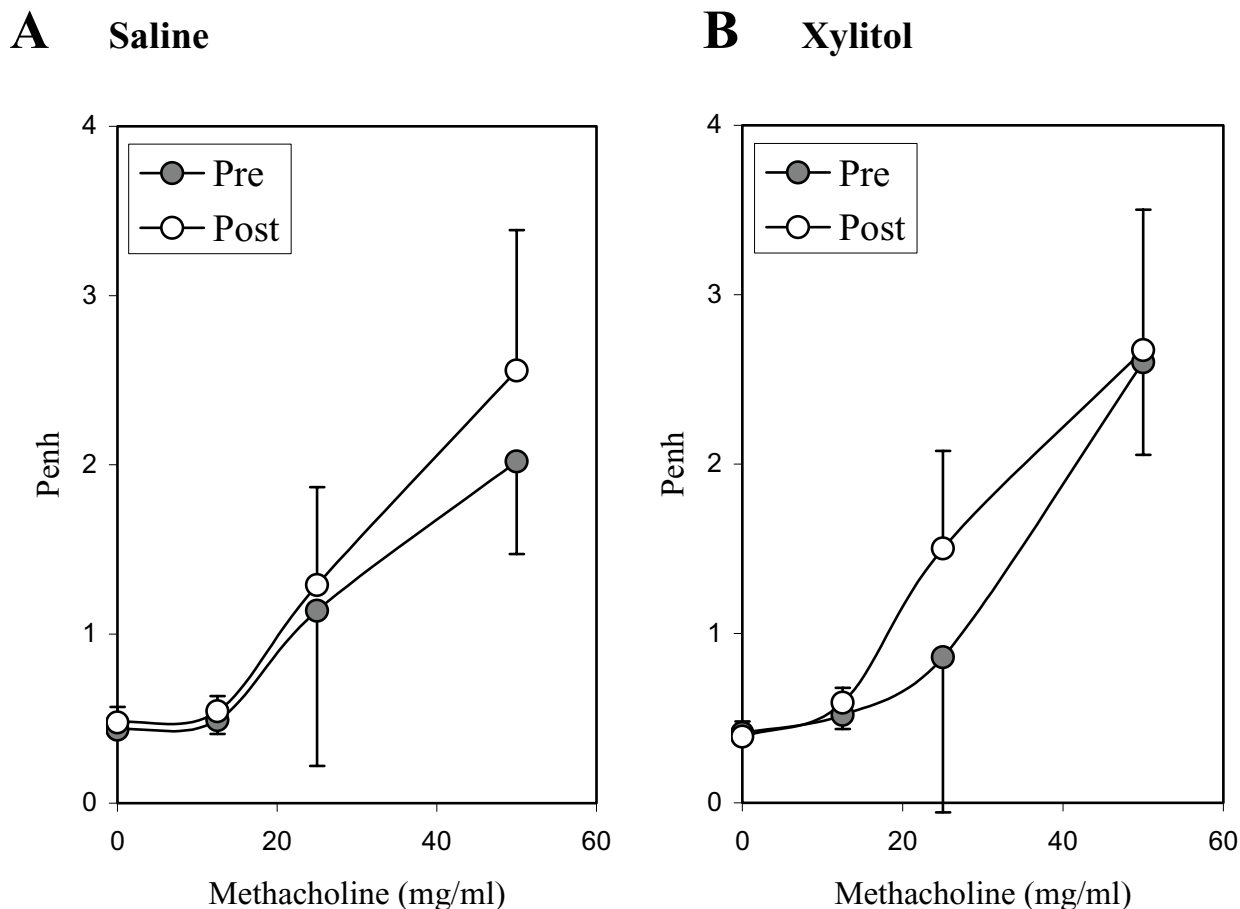 A Saline
Pre
Post
4
3
2
1
0
Penh
0 20 40 60
Methacholine (mg/ml)
B Xylitol
Pre
Post
4
3
2
1
0
Penh
0 20 40 60
Methacholine (mg/ml)